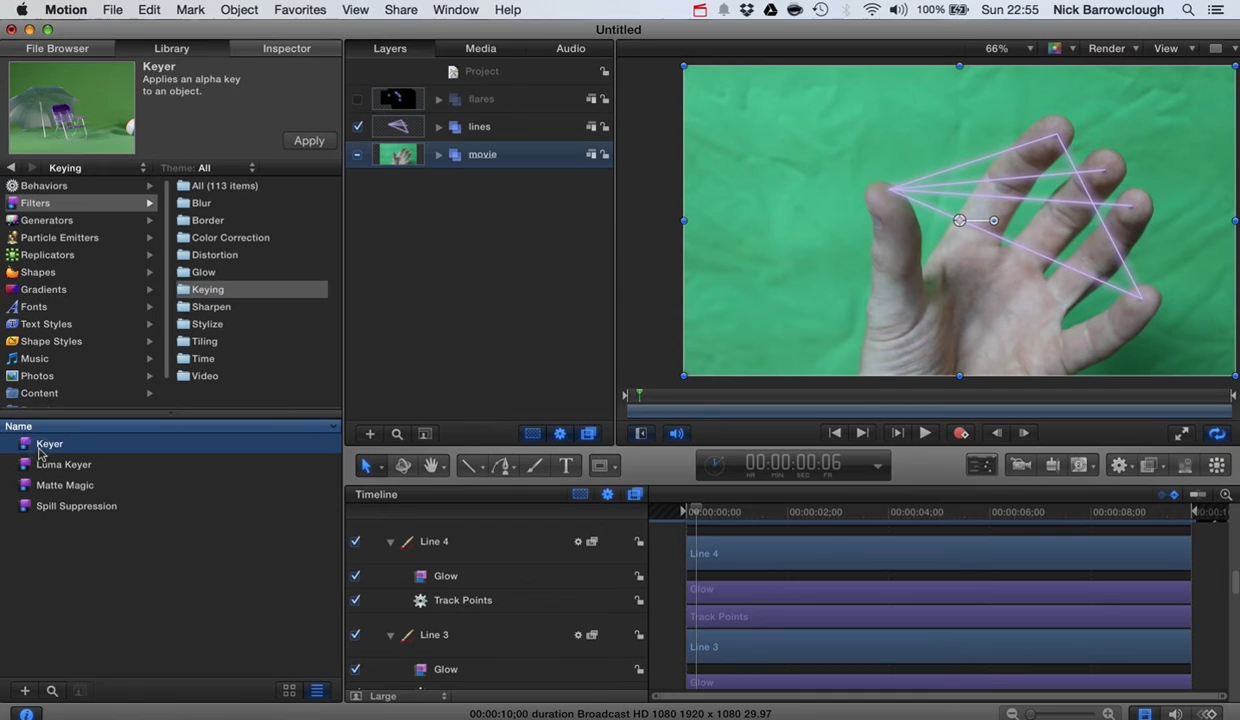 Motion File Edit Mark Object Favorites View Share Window Help 100% Sun 22:55 Nick Barrowclough
Untitled
File Browser Library Inspector Layers Media Audio 66% Render View
Keyer
Applies an alpha key
to an object.
Apply
Project
flares
lines
movie
Keying Theme: All
Behaviors
Filters
Generators
Particle Emitters
Replicators
Shapes
Gradients
Fonts
Text Styles
Shape Styles
Music
Photos
Content
All (113 items)
Blur
Border
Color Correction
Distortion
Glow
Keying
Sharpen
Stylize
Tiling
Time
Video
Name
Keyer
Luma Keyer
Matte Magic
Spill Suppression
T 00:00:00:06
HR MIN SEC FR
Timeline
00:00:00;00 00:00:02;00 00:00:04;00 00:00:06;00 00:00:08;00
Line 4 Line 4
Glow Glow
Track Points Track Points
Line 3 Line 3
Glow Glow
Large
00:00:10;00 duration Broadcast HD 1080 1920 x 1080 29.97